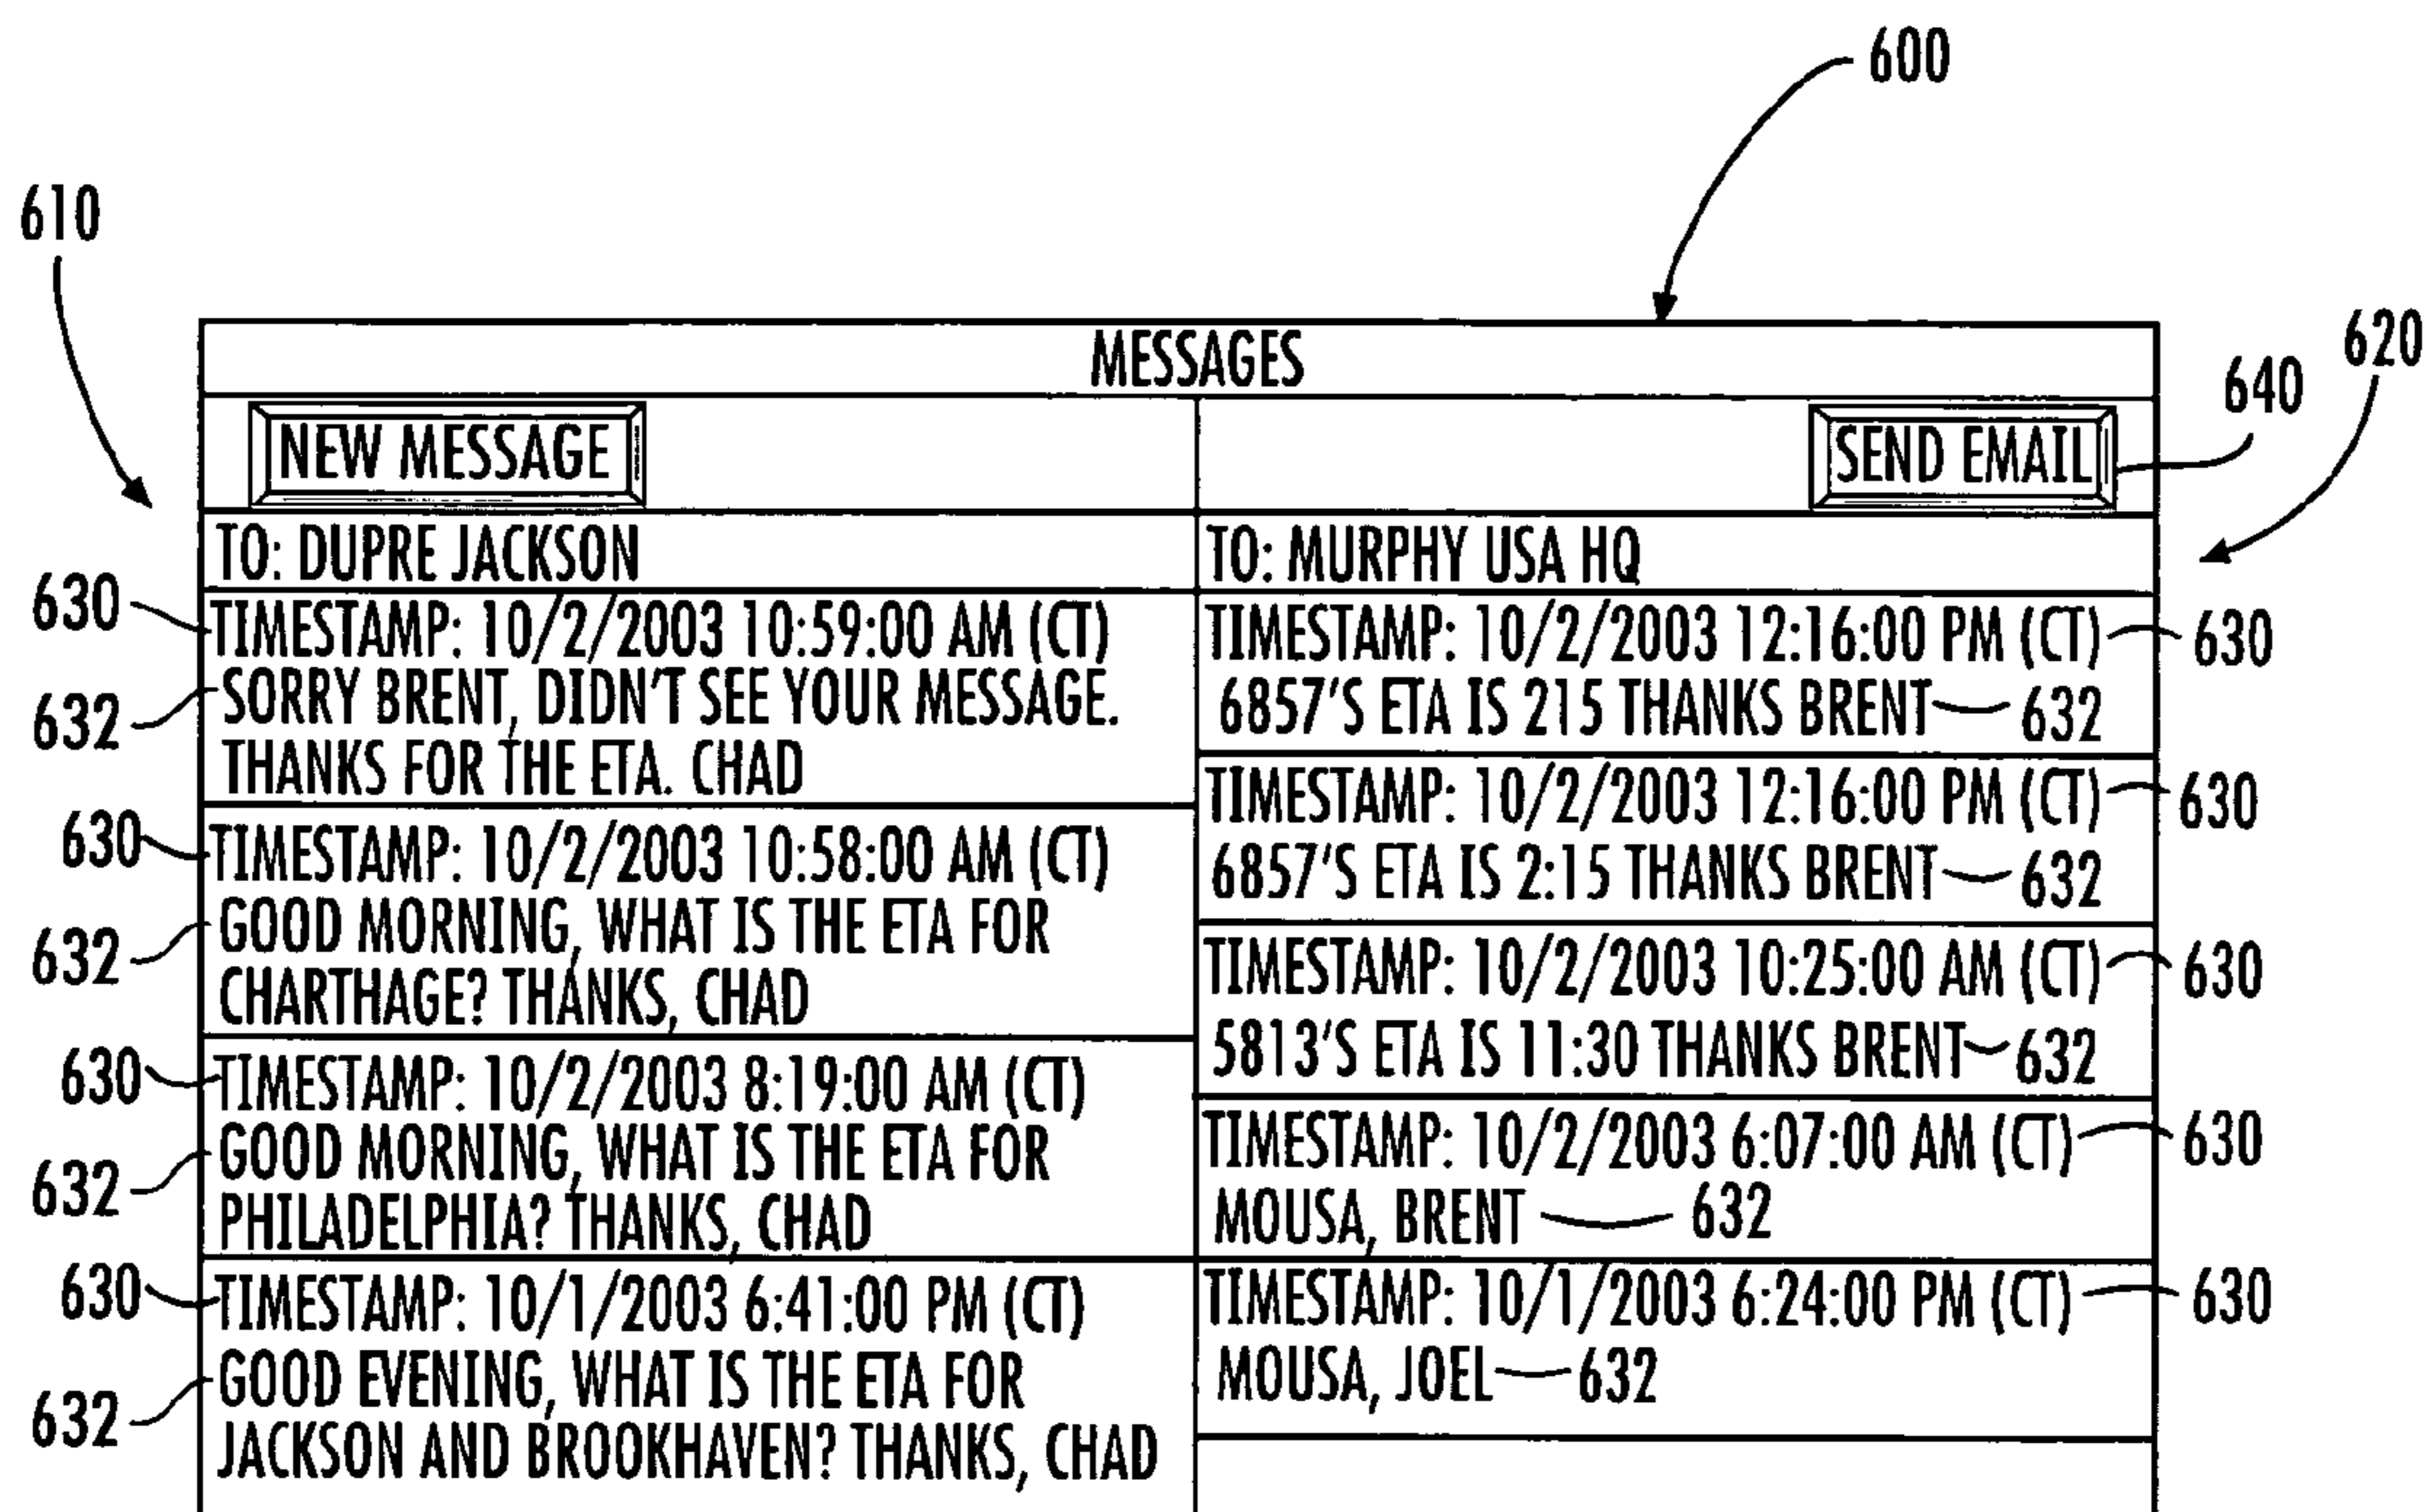 600
610
620
MESSAGES
640
NEW MESSAGE
SEND EMAIL
TO: DUPRE JACKSON
630
TIMESTAMP: 10/2/2003 10:59:00 AM (CT)
632
SORRY BRENT, DIDN'T SEE YOUR MESSAGE.
THANKS FOR THE ETA. CHAD
630
TIMESTAMP: 10/2/2003 10:58:00 AM (CT)
632
GOOD MORNING, WHAT IS THE ETA FOR
CHARTHAGE? THANKS, CHAD
630
TIMESTAMP: 10/2/2003 8:19:00 AM (CT)
632
GOOD MORNING, WHAT IS THE ETA FOR
PHILADELPHIA? THANKS, CHAD
630
TIMESTAMP: 10/1/2003 6:41:00 PM (CT)
632
GOOD EVENING, WHAT IS THE ETA FOR
JACKSON AND BROOKHAVEN? THANKS, CHAD
TO: MURPHY USA HQ
TIMESTAMP: 10/2/2003 12:16:00 PM (CT)
630
6857'S ETA IS 215 THANKS BRENT
632
TIMESTAMP: 10/2/2003 12:16:00 PM (CT)
630
6857'S ETA IS 2:15 THANKS BRENT
632
TIMESTAMP: 10/2/2003 10:25:00 AM (CT)
630
5813'S ETA IS 11:30 THANKS BRENT
632
TIMESTAMP: 10/2/2003 6:07:00 AM (CT)
630
MOUSA, BRENT
632
TIMESTAMP: 10/1/2003 6:24:00 PM (CT)
630
MOUSA, JOEL
632